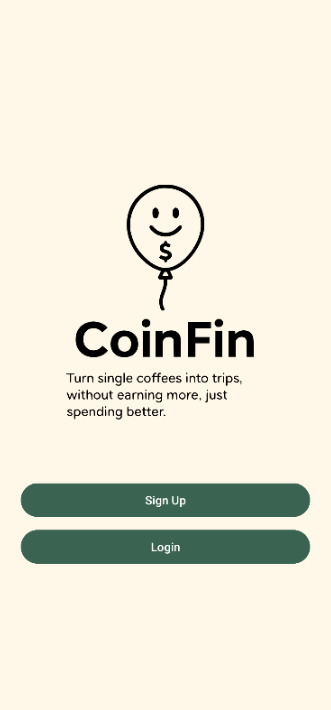 $
CoinFin
Turn single coffees into trips,
without earning more, just
spending better.
Sign Up
Login